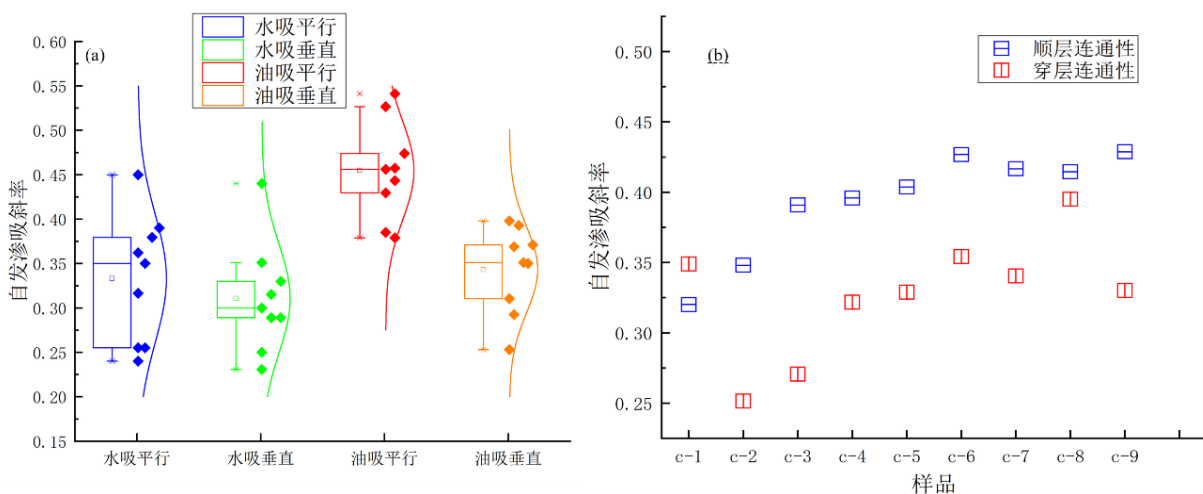 (a)
水吸平行
水吸垂直
油吸平行
油吸垂直
自发渗吸斜率
0.60
0.55
0.50
0.45
0.40
0.35
0.30
0.25
0.20
0.15
水吸平行 水吸垂直 油吸平行 油吸垂直
(b)
顺层连通性
穿层连通性
自发渗吸斜率
0.50
0.45
0.40
0.35
0.30
0.25
c-1 c-2 c-3 c-4 c-5 c-6 c-7 c-8 c-9
样品